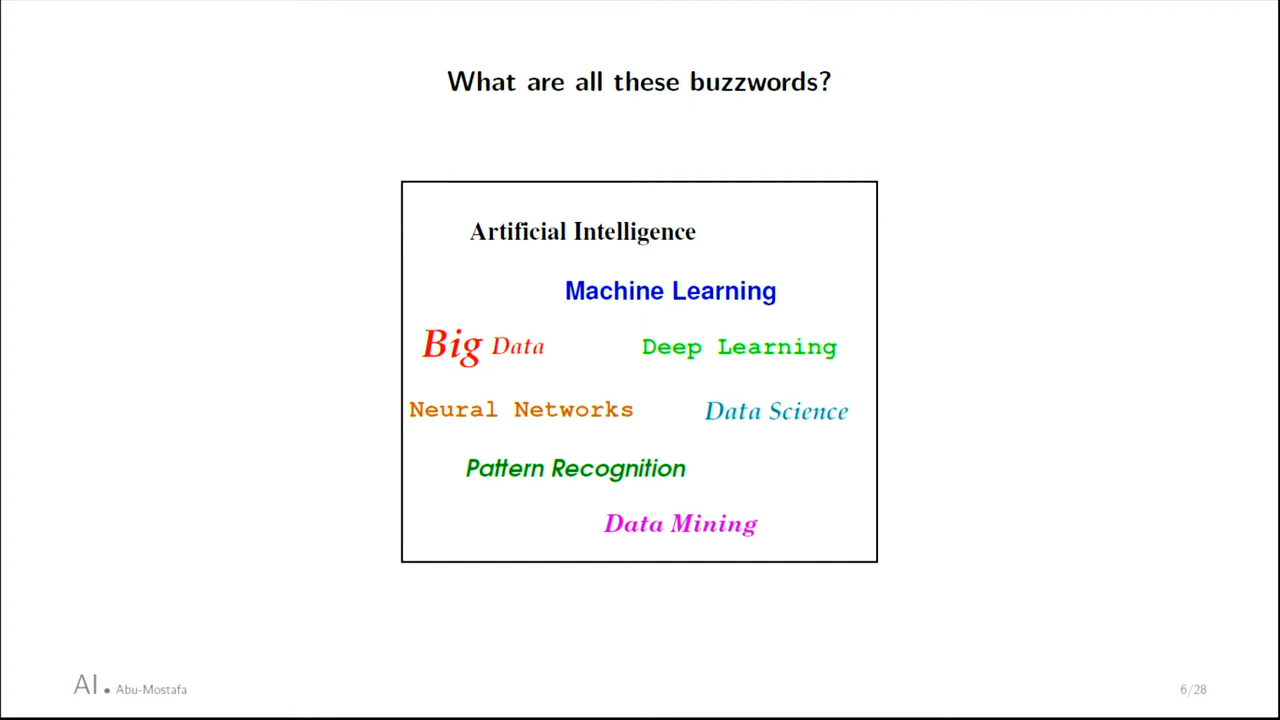 What are all these buzzwords?
Artificial Intelligence
Machine Learning
Big Data
Deep Learning
Neural Networks
Data Science
Pattern Recognition
Data Mining
AI. Abu-Mostafa
6/28